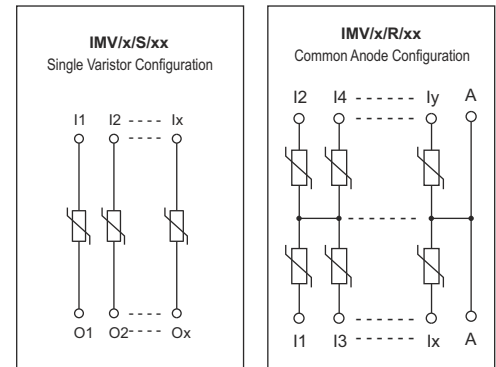 IMV/x/S/xx
Single Varistor Configuration
I1 I2 ---- Ix
O1 O2 ---- Ox
IMV/x/R/xx
Common Anode Configuration
I2 I4 ------ Iy A
I1 I3 ------ Ix A